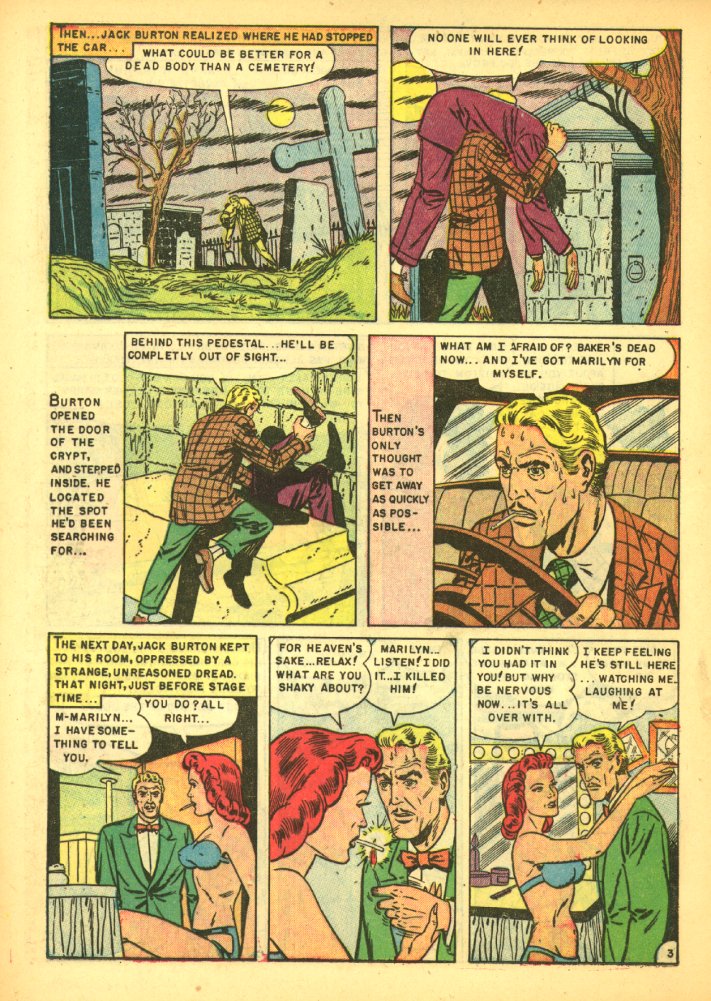 THEN...JACK BURTON REALIZED WHERE HE HAD STOPPED
THE CAR...
WHAT COULD BE BETTER FOR A
DEAD BODY THAN A CEMETERY!
NO ONE WILL EVER THINK OF LOOKING
IN HERE!
BURTON
OPENED
THE DOOR
OF THE
CRYPT,
AND STEPPED
INSIDE. HE
LOCATED
THE SPOT
HE'D BEEN
SEARCHING
FOR...
BEHIND THIS PEDESTAL...HE'LL BE
COMPLETLY OUT OF SIGHT...
THEN
BURTON'S
ONLY
THOUGHT
WAS TO
GET AWAY
AS QUICKLY
AS POS-
SIBLE...
WHAT AM I AFRAID OF? BAKER'S DEAD
NOW... AND I'VE GOT MARILYN FOR
MYSELF.
THE NEXT DAY, JACK BURTON KEPT
TO HIS ROOM, OPPRESSED BY A
STRANGE, UNREASONED DREAD.
THAT NIGHT, JUST BEFORE STAGE
TIME...
M-MARILYN...
I HAVE SOME-
THING TO TELL
YOU.
YOU DO? ALL
RIGHT...
FOR HEAVEN'S
SAKE...RELAX!
WHAT ARE YOU
SHAKY ABOUT?
MARILYN...
LISTEN! I DID
IT...I KILLED
HIM!
I DIDN'T THINK
YOU HAD IT IN
YOU! BUT WHY
BE NERVOUS
NOW...IT'S ALL
OVER WITH.
I KEEP FEELING
HE'S STILL HERE
...WATCHING ME..
LAUGHING AT
ME!
3